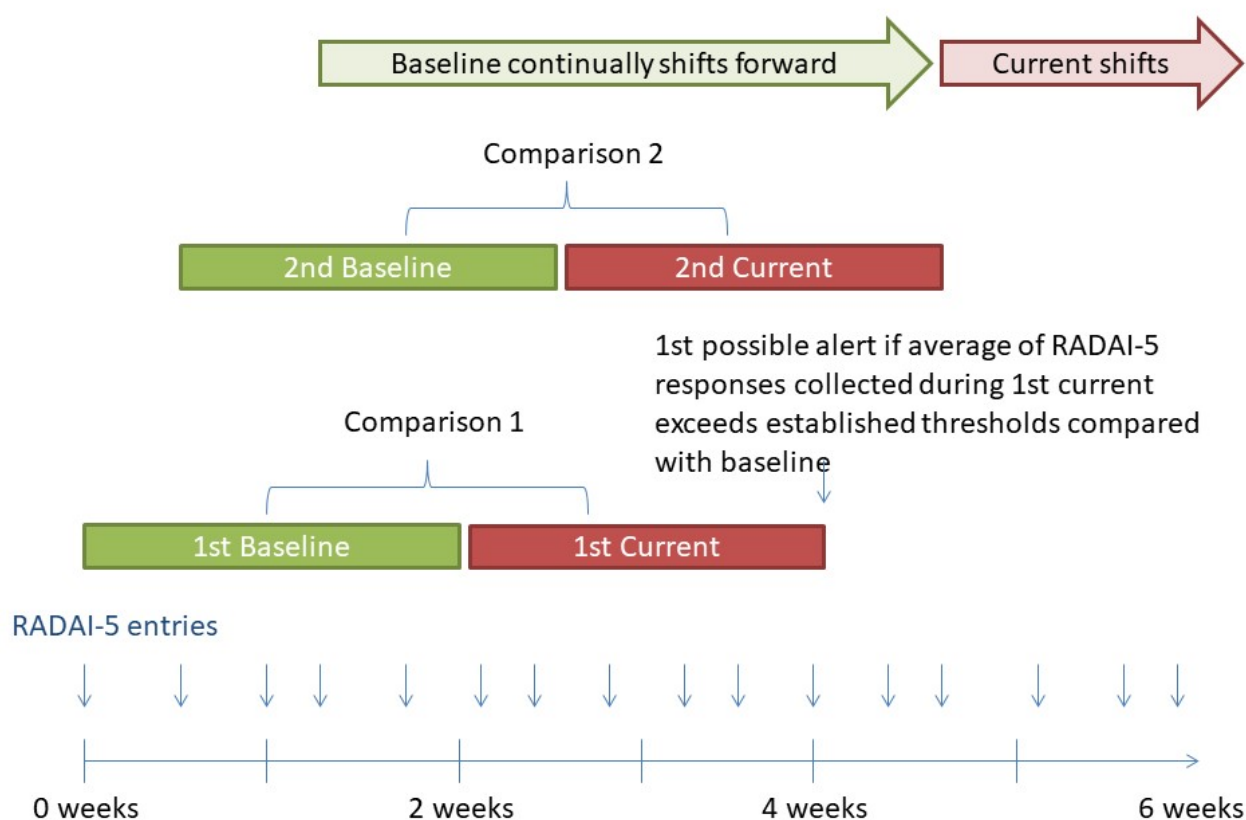 Baseline continually shifts forward
Current shifts
Comparison 2
2nd Baseline
2nd Current
1st possible alert if average of RADAI-5
responses collected during 1st current
exceeds established thresholds compared
with baseline
Comparison 1
1st Baseline
1st Current
RADAI-5 entries
0 weeks
2 weeks
4 weeks
6 weeks